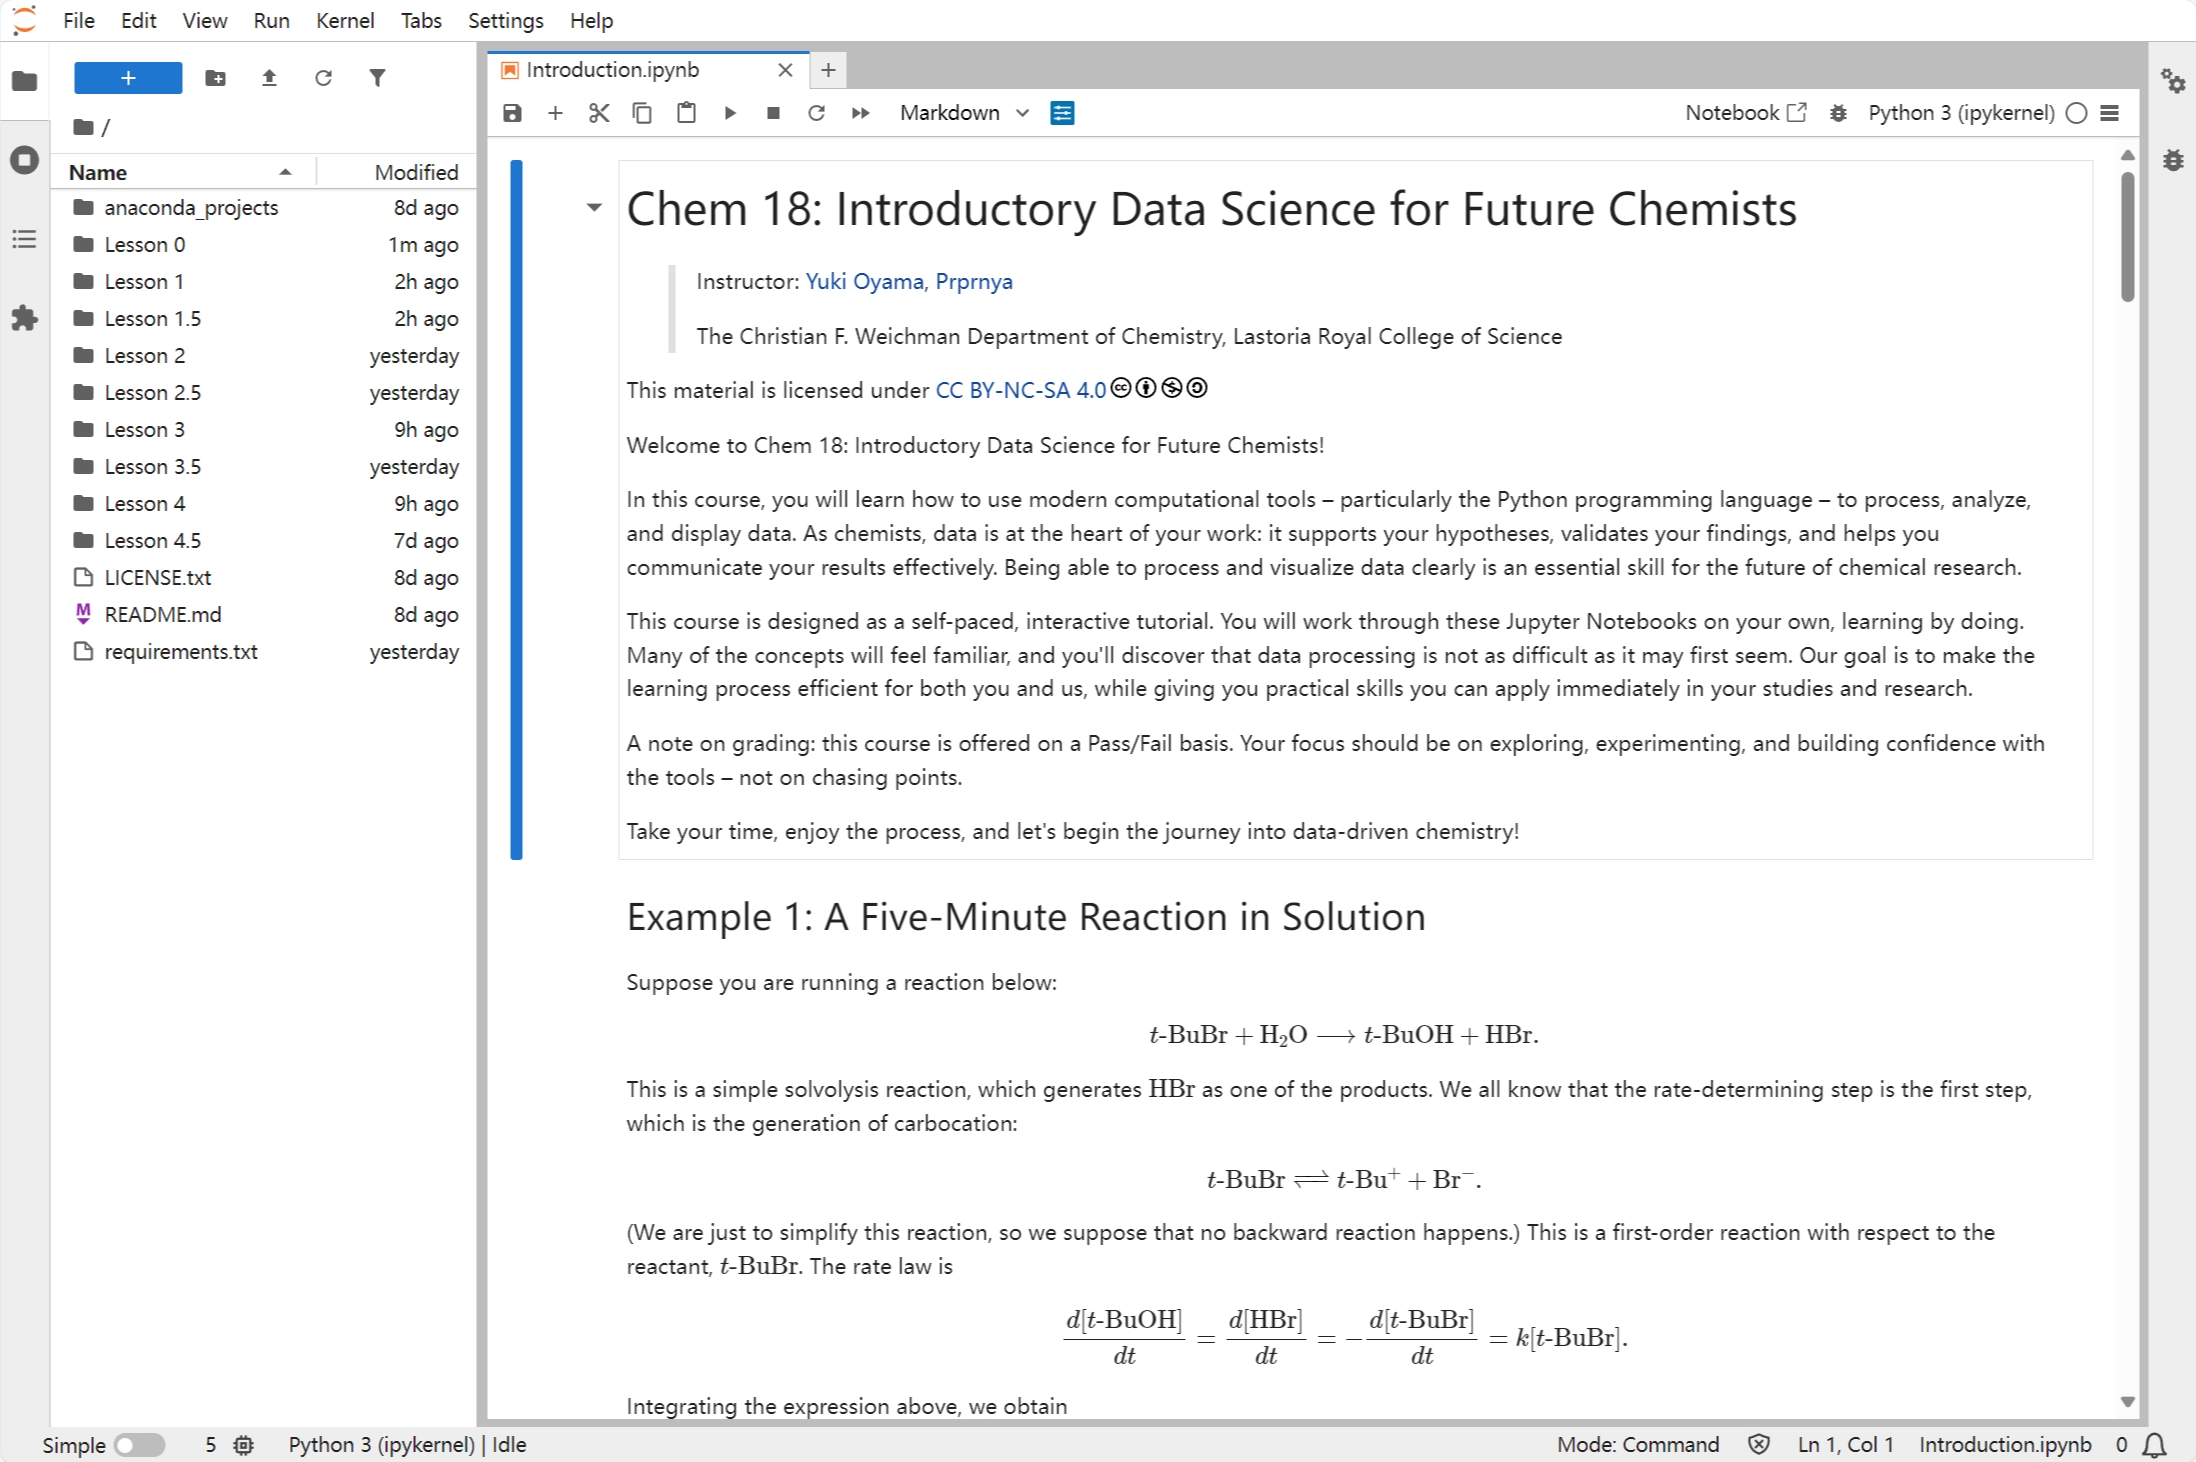 File Edit View Run Kernel Tabs Settings Help
Introduction.ipynb
Markdown
Notebook
Python 3 (ipykernel)
/
Name Modified
anaconda_projects 8d ago
Lesson 0 1m ago
Lesson 1 2h ago
Lesson 1.5 2h ago
Lesson 2 yesterday
Lesson 2.5 yesterday
Lesson 3 9h ago
Lesson 3.5 yesterday
Lesson 4 9h ago
Lesson 4.5 7d ago
LICENSE.txt 8d ago
README.md 8d ago
requirements.txt yesterday
Chem 18: Introductory Data Science for Future Chemists
Instructor: Yuki Oyama, Prprnya
The Christian F. Weichman Department of Chemistry, Lastoria Royal College of Science
This material is licensed under CC BY-NC-SA 4.0
Welcome to Chem 18: Introductory Data Science for Future Chemists!
In this course, you will learn how to use modern computational tools – particularly the Python programming language – to process, analyze,
and display data. As chemists, data is at the heart of your work: it supports your hypotheses, validates your findings, and helps you
communicate your results effectively. Being able to process and visualize data clearly is an essential skill for the future of chemical research.
This course is designed as a self-paced, interactive tutorial. You will work through these Jupyter Notebooks on your own, learning by doing.
Many of the concepts will feel familiar, and you'll discover that data processing is not as difficult as it may first seem. Our goal is to make the
learning process efficient for both you and us, while giving you practical skills you can apply immediately in your studies and research.
A note on grading: this course is offered on a Pass/Fail basis. Your focus should be on exploring, experimenting, and building confidence with
the tools – not on chasing points.
Take your time, enjoy the process, and let's begin the journey into data-driven chemistry!
Example 1: A Five-Minute Reaction in Solution
Suppose you are running a reaction below:
t-BuBr + H₂O ⟶ t-BuOH + HBr.
This is a simple solvolysis reaction, which generates HBr as one of the products. We all know that the rate-determining step is the first step,
which is the generation of carbocation:
t-BuBr ⇌ t-Bu⁺ + Br⁻.
(We are just to simplify this reaction, so we suppose that no backward reaction happens.) This is a first-order reaction with respect to the
reactant, t-BuBr. The rate law is
d[t-BuOH]/dt = d[HBr]/dt = −d[t-BuBr]/dt = k[t-BuBr].
Integrating the expression above, we obtain
Simple 5 Python 3 (ipykernel) | Idle Mode: Command Ln 1, Col 1 Introduction.ipynb 0